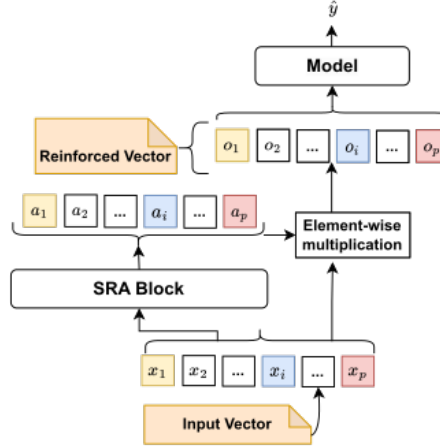 ŷ
Model
Reinforced Vector
o₁ o₂ ... oᵢ ... oₚ
a₁ a₂ ... aᵢ ... aₚ
Element-wise
multiplication
SRA Block
x₁ x₂ ... xᵢ ... xₚ
Input Vector